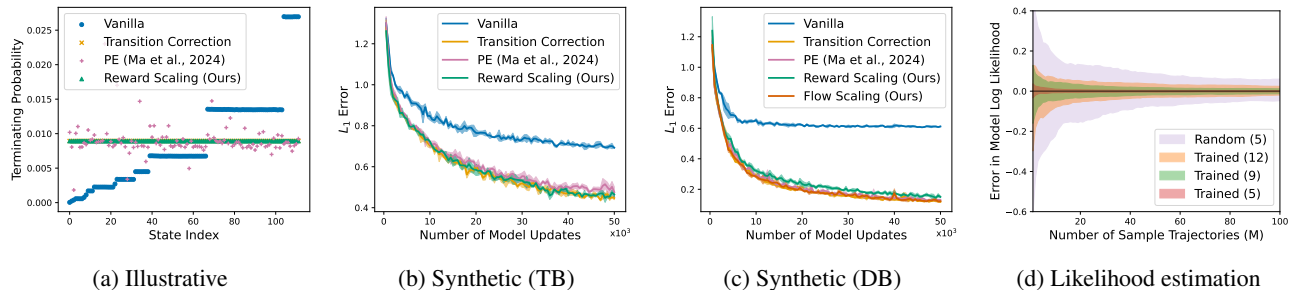 Terminating Probability
0.025
0.020
0.015
0.010
0.005
0.000
Vanilla
Transition Correction
PE (Ma et al., 2024)
Reward Scaling (Ours)
0 20 40 60 80 100
State Index
(a) Illustrative
L1 Error
1.2
1.0
0.8
0.6
0.4
Vanilla
Transition Correction
PE (Ma et al., 2024)
Reward Scaling (Ours)
0 10 20 30 40 50
×10³
Number of Model Updates
(b) Synthetic (TB)
L1 Error
1.2
1.0
0.8
0.6
0.4
0.2
Vanilla
Transition Correction
PE (Ma et al., 2024)
Reward Scaling (Ours)
Flow Scaling (Ours)
0 10 20 30 40 50
×10³
Number of Model Updates
(c) Synthetic (DB)
Error in Model Log Likelihood
0.4
0.2
0.0
−0.2
−0.4
−0.6
Random (5)
Trained (12)
Trained (9)
Trained (5)
20 40 60 80 100
Number of Sample Trajectories (M)
(d) Likelihood estimation